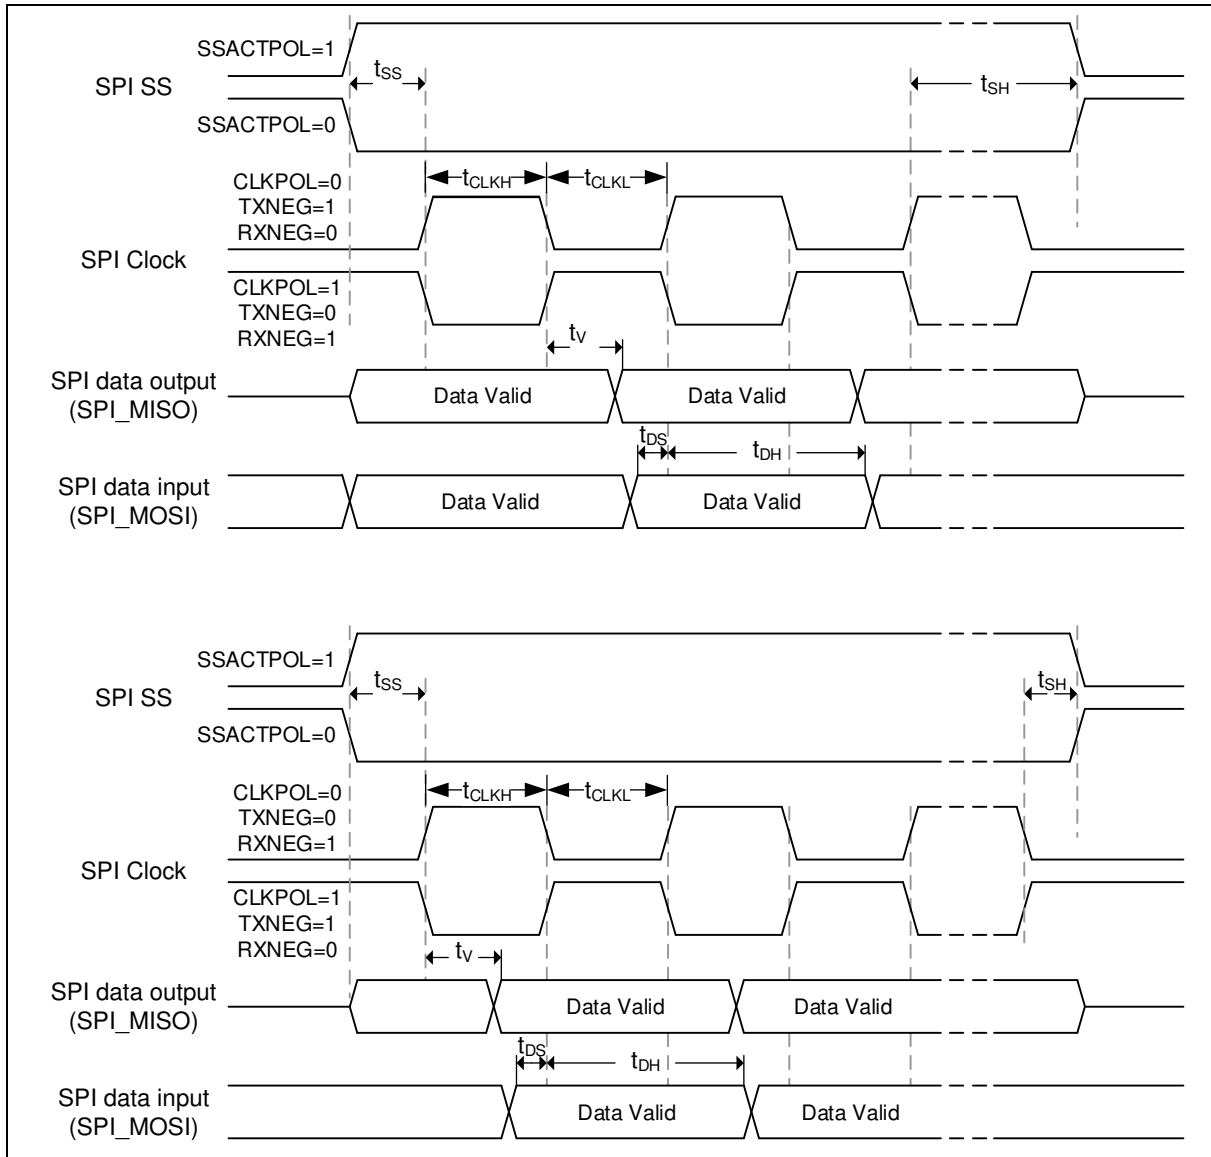 SSACTPOL=1
SPI SS
tSS
tSH
SSACTPOL=0
CLKPOL=0
TXNEG=1
RXNEG=0
tCLKH
tCLKL
SPI Clock
CLKPOL=1
TXNEG=0
RXNEG=1
tV
SPI data output
(SPI_MISO)
Data Valid
Data Valid
tDS
tDH
SPI data input
(SPI_MOSI)
Data Valid
Data Valid
SSACTPOL=1
SPI SS
tSS
tSH
SSACTPOL=0
CLKPOL=0
TXNEG=0
RXNEG=1
tCLKH
tCLKL
SPI Clock
CLKPOL=1
TXNEG=1
RXNEG=0
tV
SPI data output
(SPI_MISO)
Data Valid
Data Valid
tDS
tDH
SPI data input
(SPI_MOSI)
Data Valid
Data Valid